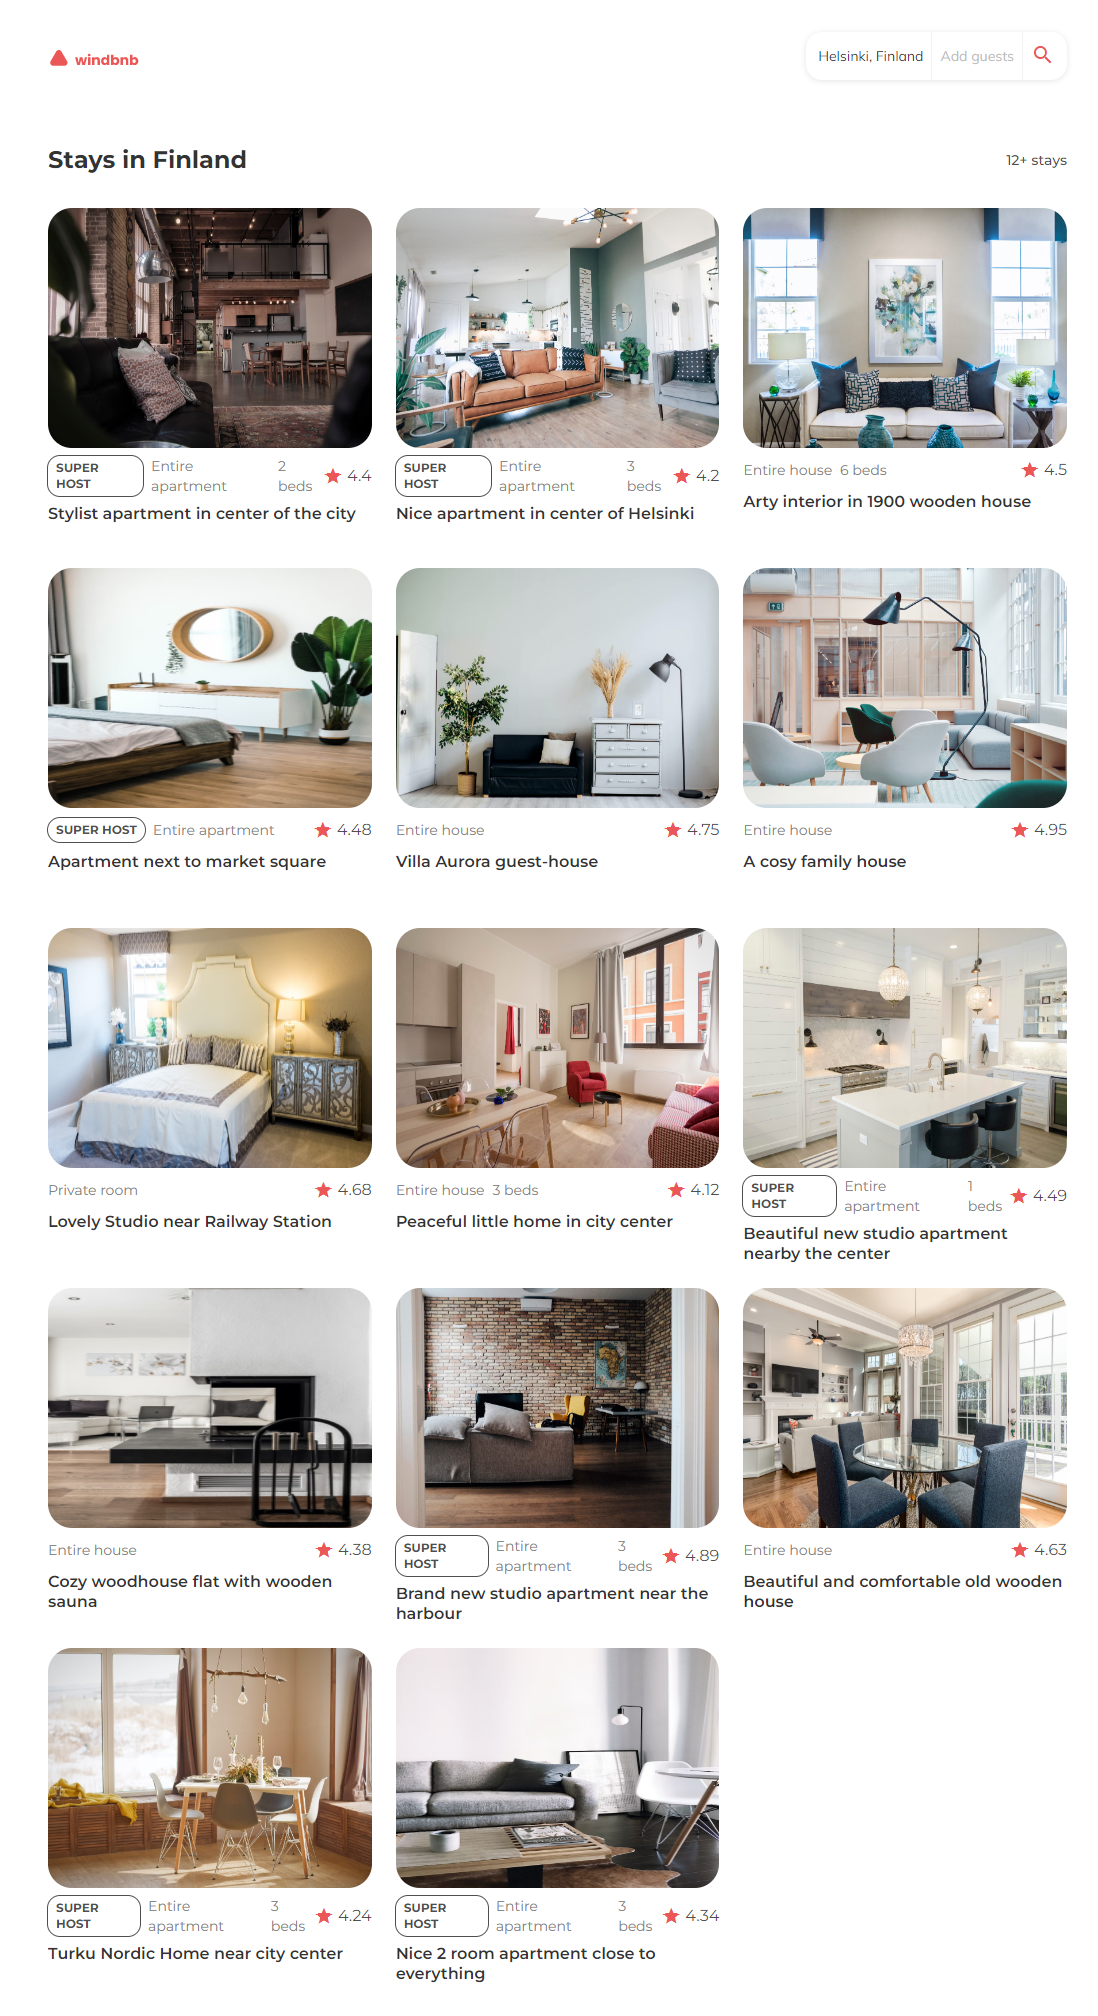 windbnb
Helsinki, Finland
Add guests
Stays in Finland
12+ stays
SUPER
HOST
Entire
apartment
2
beds
4.4
Stylist apartment in center of the city
SUPER
HOST
Entire
apartment
3
beds
4.2
Nice apartment in center of Helsinki
Entire house 6 beds
4.5
Arty interior in 1900 wooden house
SUPER HOST
Entire apartment
4.48
Apartment next to market square
Entire house
4.75
Villa Aurora guest-house
Entire house
4.95
A cosy family house
Private room
4.68
Lovely Studio near Railway Station
Entire house 3 beds
4.12
Peaceful little home in city center
SUPER
HOST
Entire
apartment
1
beds
4.49
Beautiful new studio apartment
nearby the center
Entire house
4.38
Cozy woodhouse flat with wooden
sauna
SUPER
HOST
Entire
apartment
3
beds
4.89
Brand new studio apartment near the
harbour
Entire house
4.63
Beautiful and comfortable old wooden
house
SUPER
HOST
Entire
apartment
3
beds
4.24
Turku Nordic Home near city center
SUPER
HOST
Entire
apartment
3
beds
4.34
Nice 2 room apartment close to
everything